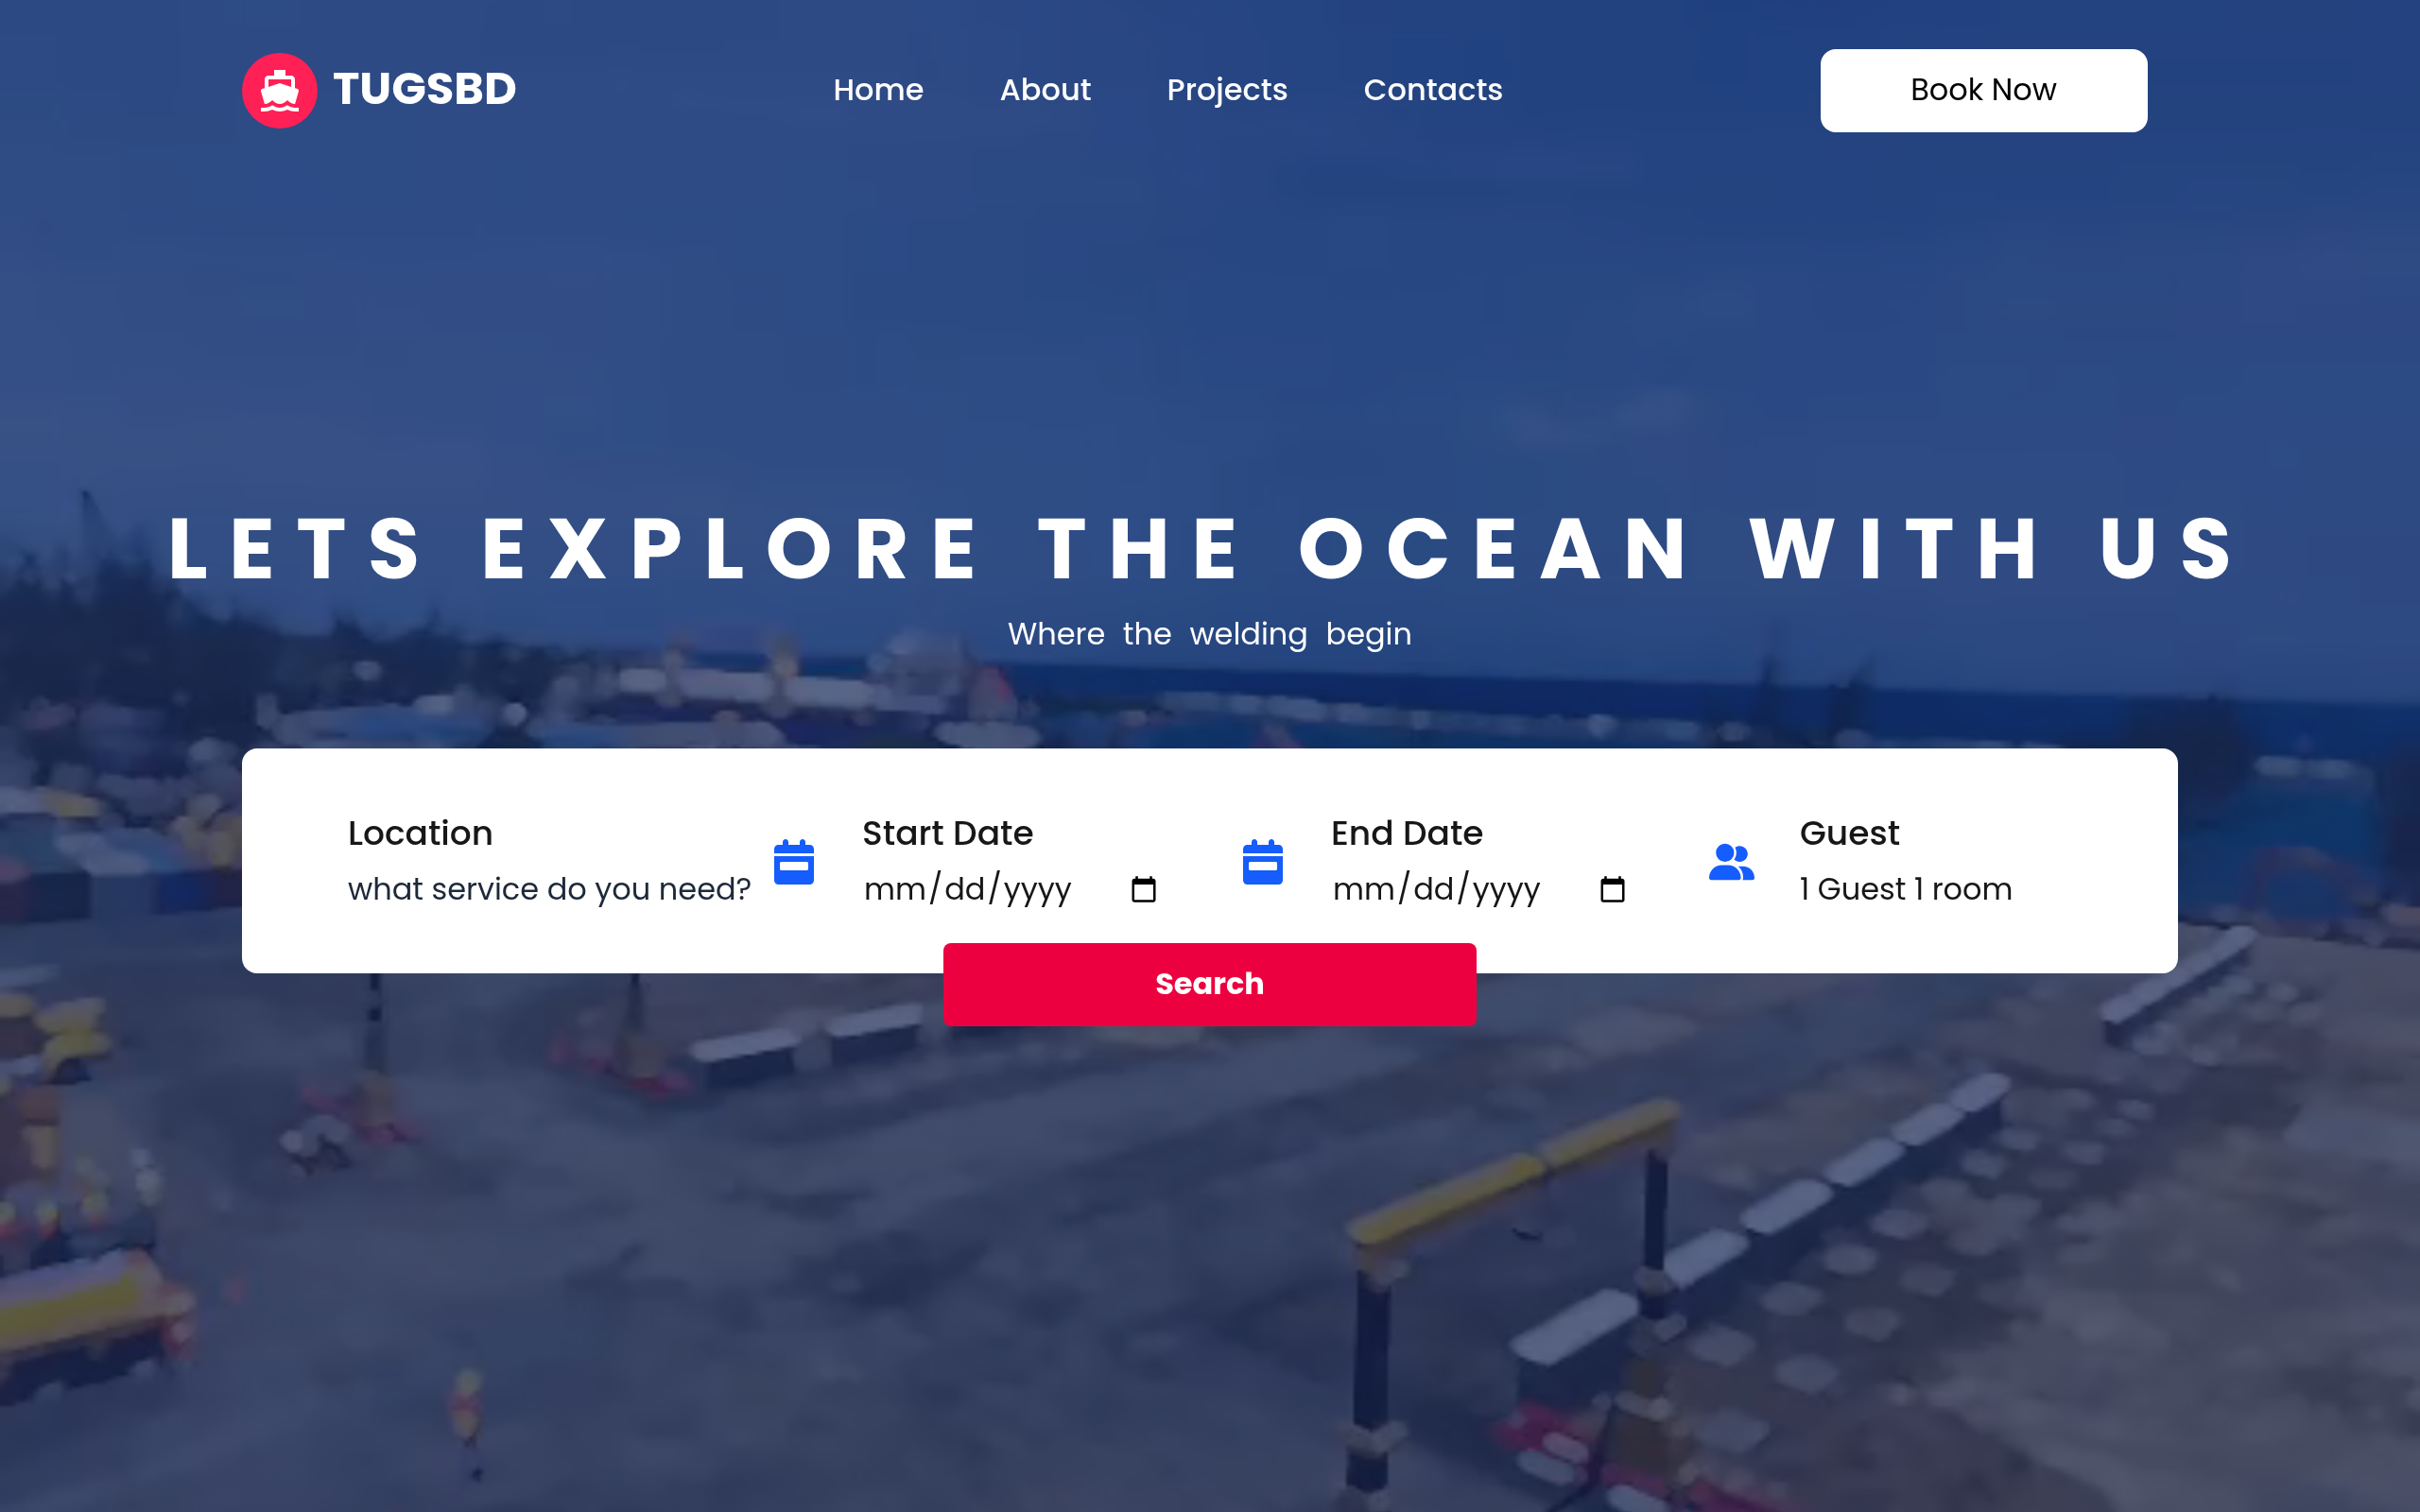 TUGSBD
Home About Projects Contacts
Book Now
LETS EXPLORE THE OCEAN WITH US
Where the welding begin
Location Start Date End Date Guest
what service do you need? mm/dd/yyyy mm/dd/yyyy 1 Guest 1 room
Search